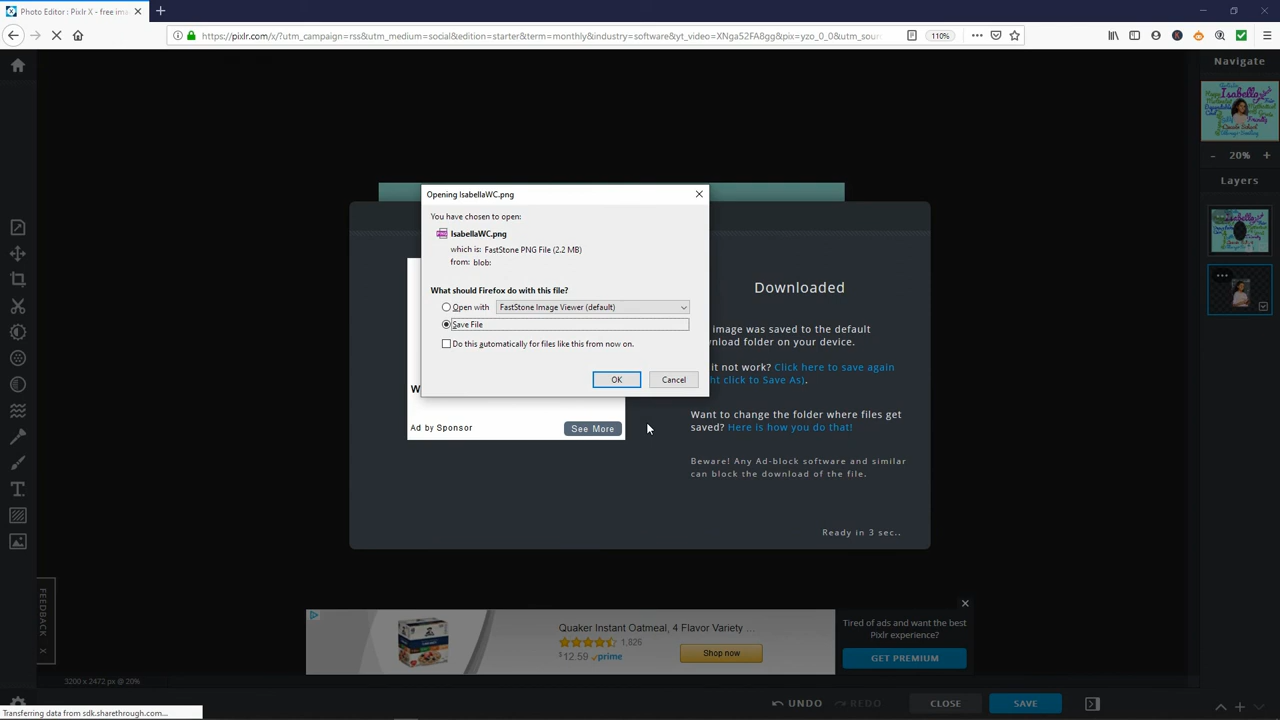 Photo Editor : Pixlr X - free ima
https://pixlr.com/x/?utm_campaign=rss&utm_medium=social&edition=starter&term=monthly&industry=software&yt_video=XNga52FA8gg&pix=yzo_0_0&utm_sour
110%
Navigate
Isabella
- 20% +
Layers
Opening IsabellaWC.png
You have chosen to open:
IsabellaWC.png
which is: FastStone PNG File (2.2 MB)
from: blob:
What should Firefox do with this file?
Open with FastStone Image Viewer (default)
Save File
Do this automatically for files like this from now on.
OK Cancel
W
Ad by Sponsor
See More
Downloaded
image was saved to the default
wnload folder on your device.
it not work? Click here to save again
ht click to Save As).
Want to change the folder where files get
saved? Here is how you do that!
Beware! Any Ad-block software and similar
can block the download of the file.
Ready in 3 sec..
FEEDBACK X
Quaker Instant Oatmeal, 4 Flavor Variety ...
1,826
$12.59 prime
Shop now
Tired of ads and want the best
Pixlr experience?
GET PREMIUM
3200 x 2472 px @ 20%
UNDO REDO CLOSE SAVE
Transferring data from sdk.sharethrough.com...